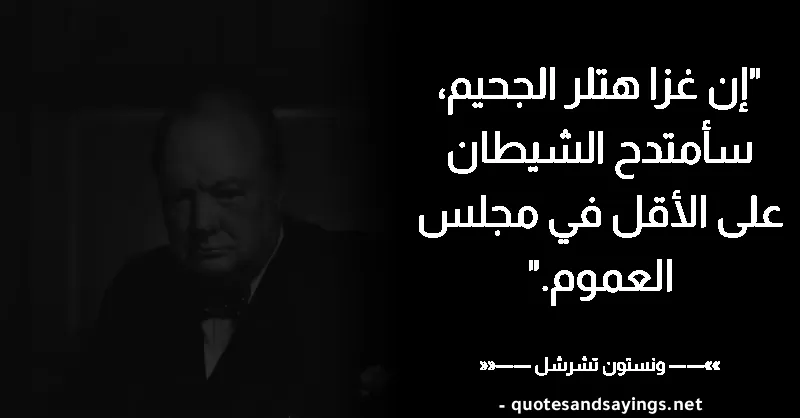 "إن غزا هتلر الجحيم،
سأمتدح الشيطان
على الأقل في مجلس
العموم."
»—— ونستون تشرشل ——««
- quotesandsayings.net